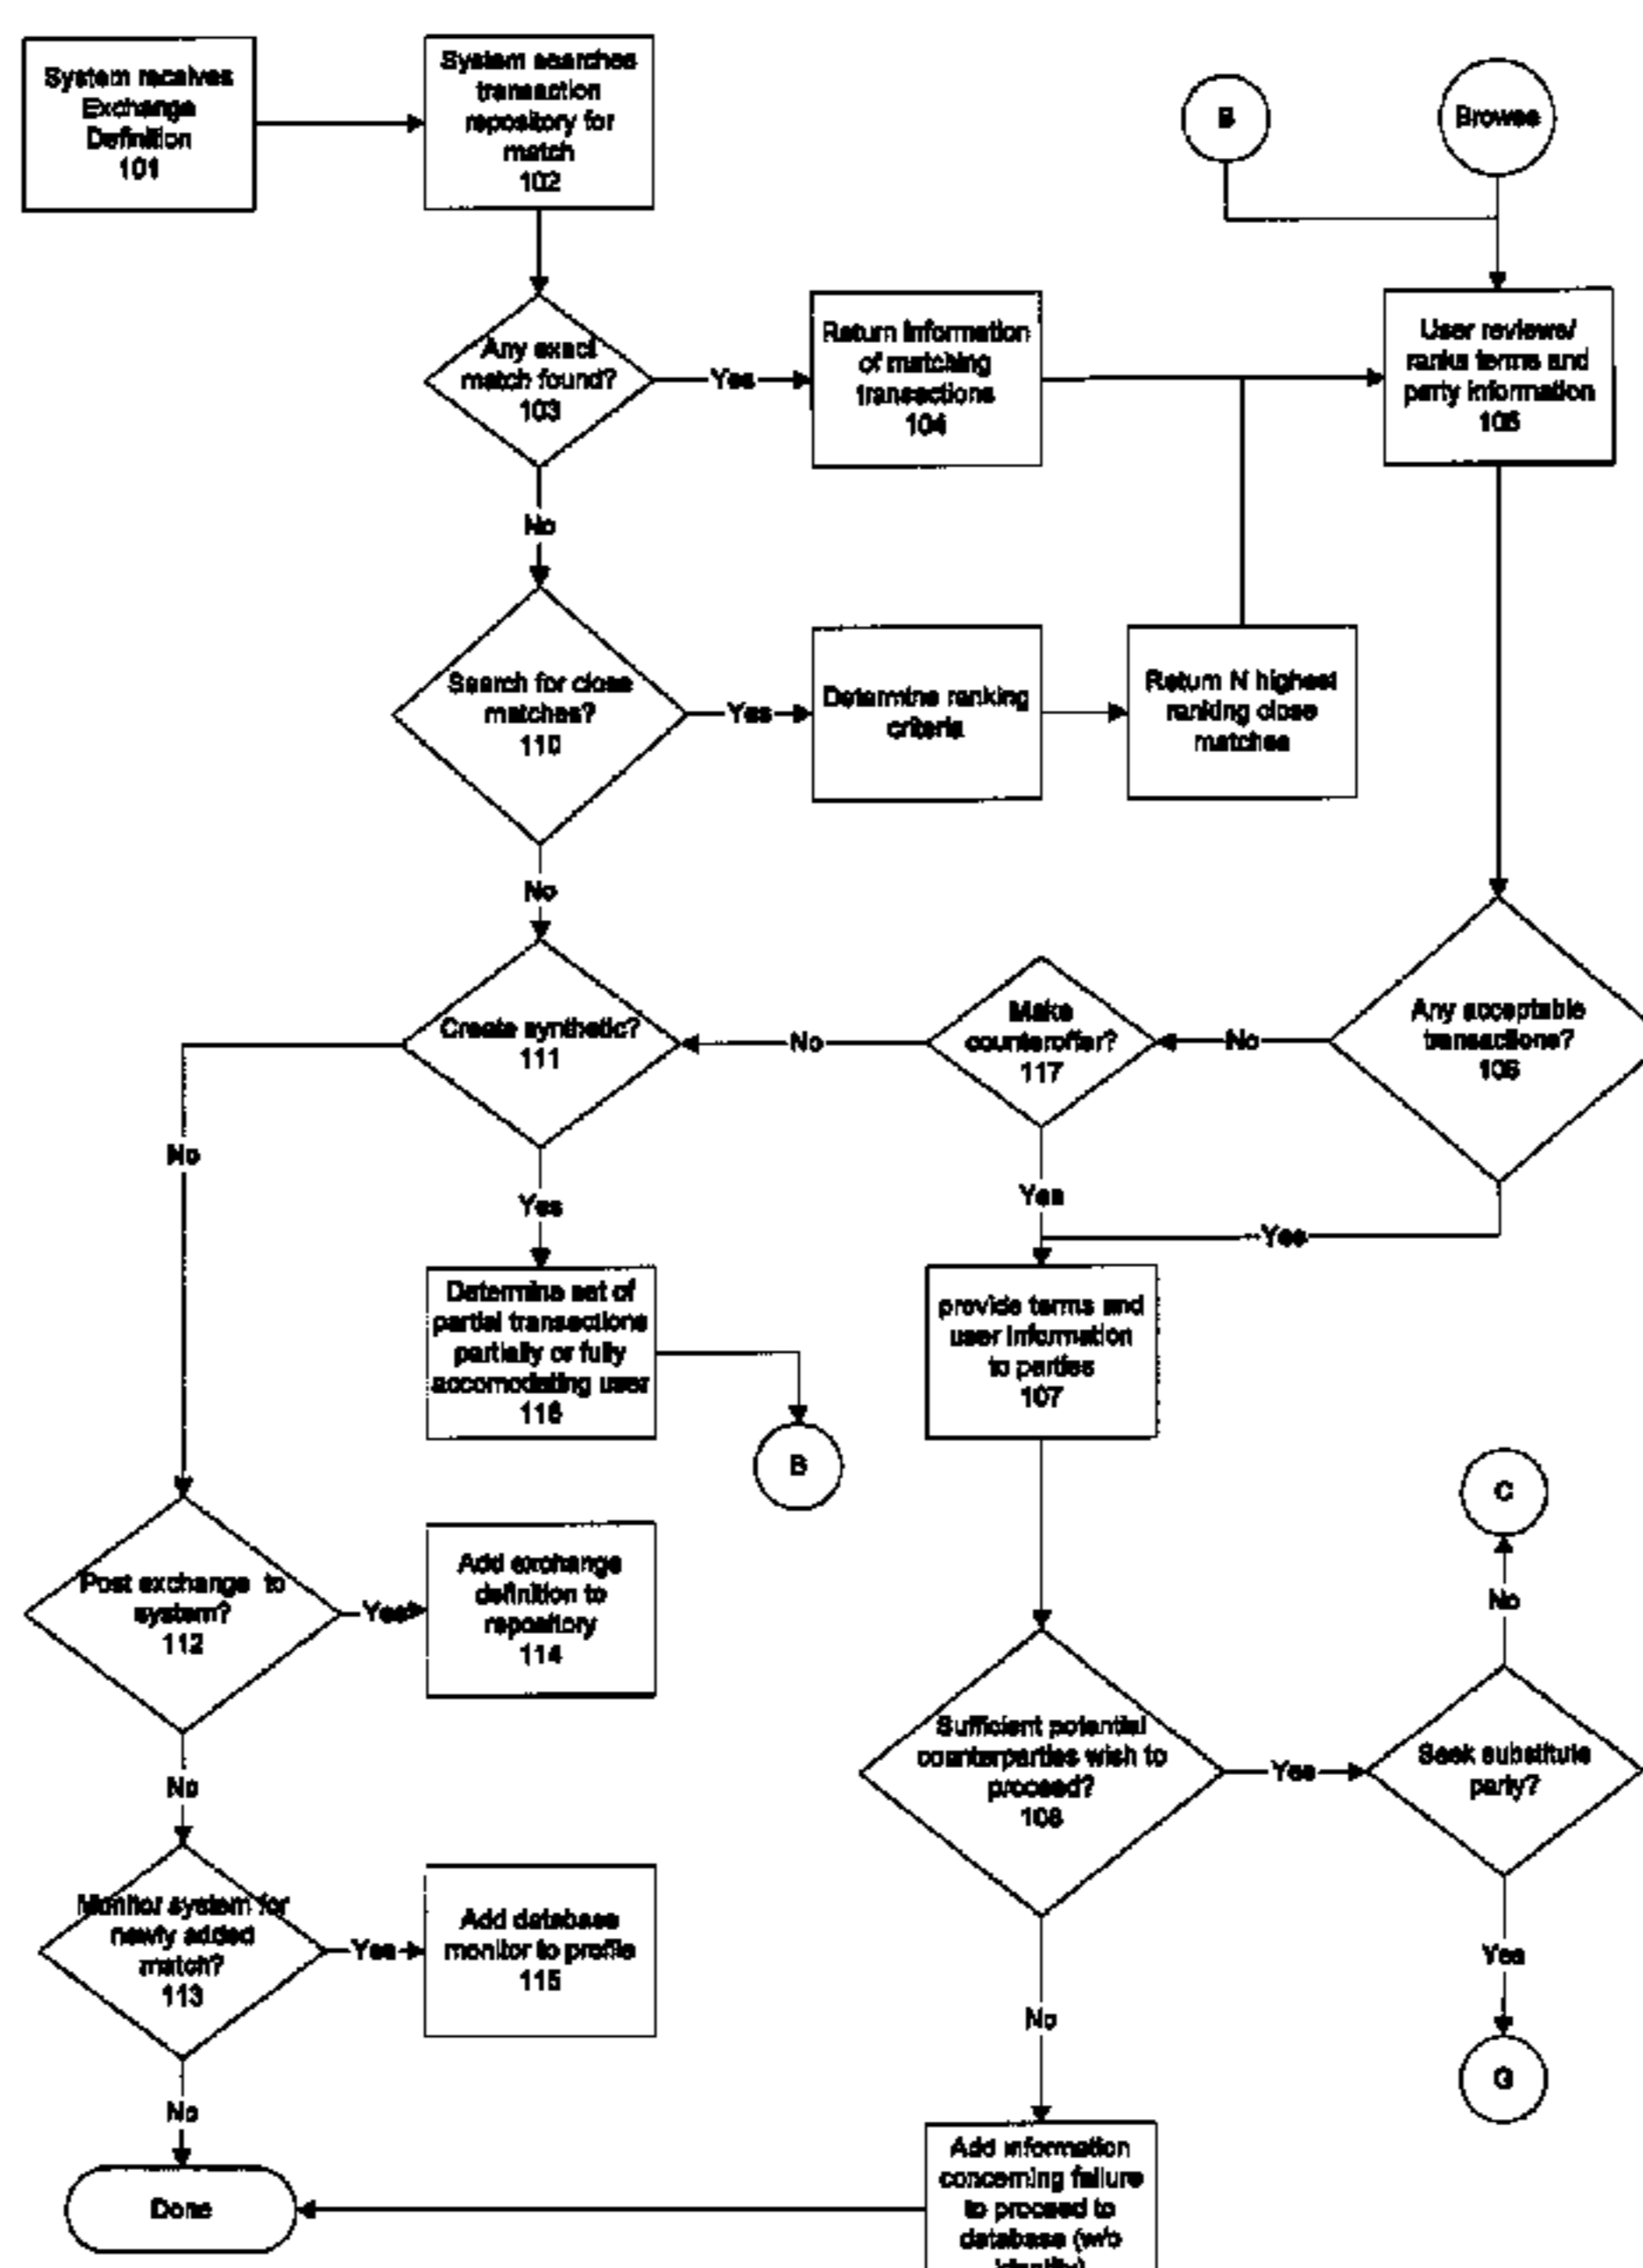 System receives
Exchange
Definition
101
System searches
transaction
repository for
match
102
B
Browse
Any exact
match found?
103
Yes
Return Information
of matching
transactions
104
User reviews/
ranks terms and
party information
105
No
Search for close
matches?
110
Yes
Determine ranking
criteria
Return N highest
ranking close
matches
No
Create synthetic?
111
No
Make
counteroffer?
117
No
Any acceptable
transactions?
106
No
Yes
Yes
Yes
Determine set of
partial transactions
partially or fully
accomodating user
116
B
provide terms and
user information
to parties
107
C
No
Post exchange to
system?
112
Yes
Add exchange
definition to
repository
114
Sufficient potential
counterparties wish to
proceed?
108
Yes
Seek substitute
party?
No
Yes
G
Monitor system for
newly added
match?
113
Yes
Add database
monitor to profile
115
No
No
Done
Add information
concerning failure
to proceed to
database (w/o
identity)